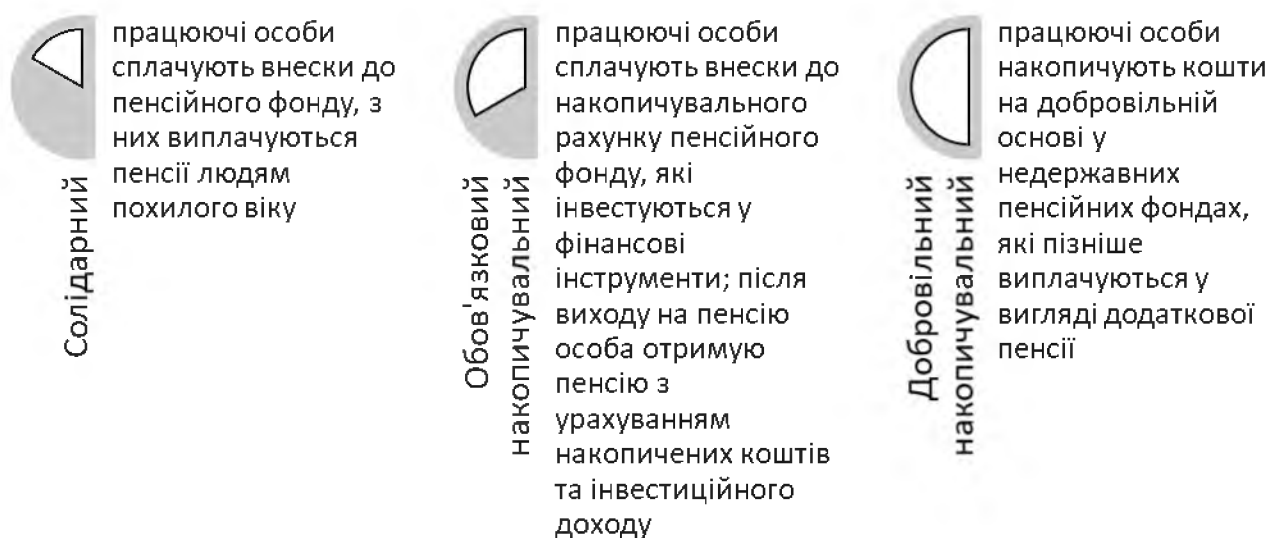 Солідарний
працюючі особи
сплачують внески до
пенсійного фонду, з
них виплачуються
пенсії людям
похилого віку
Обов'язковий
накопичувальний
працюючі особи
сплачують внески до
накопичувального
рахунку пенсійного
фонду, які
інвестуються у
фінансові
інструменти; після
виходу на пенсію
особа отримую
пенсію з
урахуванням
накопичених коштів
та інвестиційного
доходу
Добровільний
накопичувальний
працюючі особи
накопичують кошти
на добровільній
основі у
недержавних
пенсійних фондах,
які пізніше
виплачуються у
вигляді додаткової
пенсії